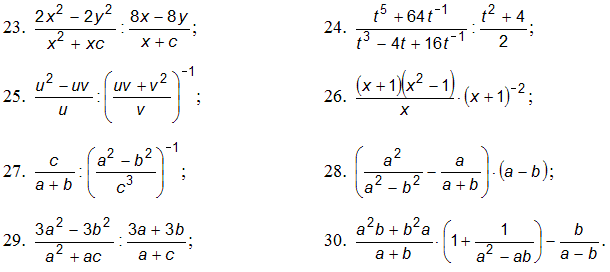 23. \frac{2x^2 - 2y^2}{x^2 + xc} : \frac{8x - 8y}{x + c}; 24. \frac{t^5 + 64t^{-1}}{t^3 - 4t + 16t^{-1}} : \frac{t^2 + 4}{2};
25. \frac{u^2 - uv}{u} : \left(\frac{uv + v^2}{v}\right)^{-1}; 26. \frac{(x + 1)(x^2 - 1)}{x} \cdot (x + 1)^{-2};
27. \frac{c}{a + b} : \left(\frac{a^2 - b^2}{c^3}\right)^{-1}; 28. \left(\frac{a^2}{a^2 - b^2} - \frac{a}{a + b}\right) \cdot (a - b);
29. \frac{3a^2 - 3b^2}{a^2 + ac} : \frac{3a + 3b}{a + c}; 30. \frac{a^2b + b^2a}{a + b} \cdot \left(1 + \frac{1}{a^2 - ab}\right) - \frac{b}{a - b}.